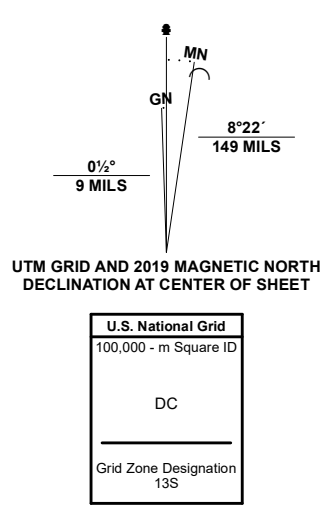 MN
GN
8°22´
149 MILS
0½°
9 MILS
UTM GRID AND 2019 MAGNETIC NORTH
DECLINATION AT CENTER OF SHEET
U.S. National Grid
100,000 - m Square ID
DC
Grid Zone Designation
13S